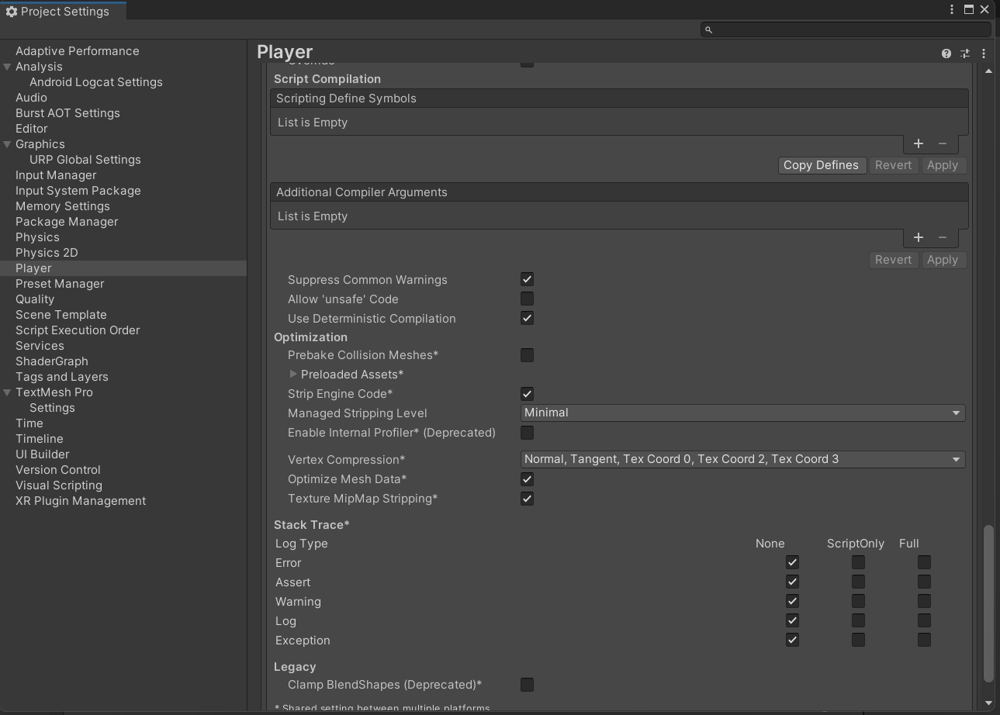 Project Settings
Adaptive Performance
Analysis
Android Logcat Settings
Audio
Burst AOT Settings
Editor
Graphics
URP Global Settings
Input Manager
Input System Package
Memory Settings
Package Manager
Physics
Physics 2D
Player
Preset Manager
Quality
Scene Template
Script Execution Order
Services
ShaderGraph
Tags and Layers
TextMesh Pro
Settings
Time
Timeline
UI Builder
Version Control
Visual Scripting
XR Plugin Management
Player
Script Compilation
Scripting Define Symbols
List is Empty
+ −
Copy Defines Revert Apply
Additional Compiler Arguments
List is Empty
+ −
Revert Apply
Suppress Common Warnings
Allow 'unsafe' Code
Use Deterministic Compilation
Optimization
Prebake Collision Meshes*
Preloaded Assets*
Strip Engine Code*
Managed Stripping Level Minimal
Enable Internal Profiler* (Deprecated)
Vertex Compression* Normal, Tangent, Tex Coord 0, Tex Coord 2, Tex Coord 3
Optimize Mesh Data*
Texture MipMap Stripping*
Stack Trace*
Log Type None ScriptOnly Full
Error
Assert
Warning
Log
Exception
Legacy
Clamp BlendShapes (Deprecated)*
* Shared setting between multiple platforms